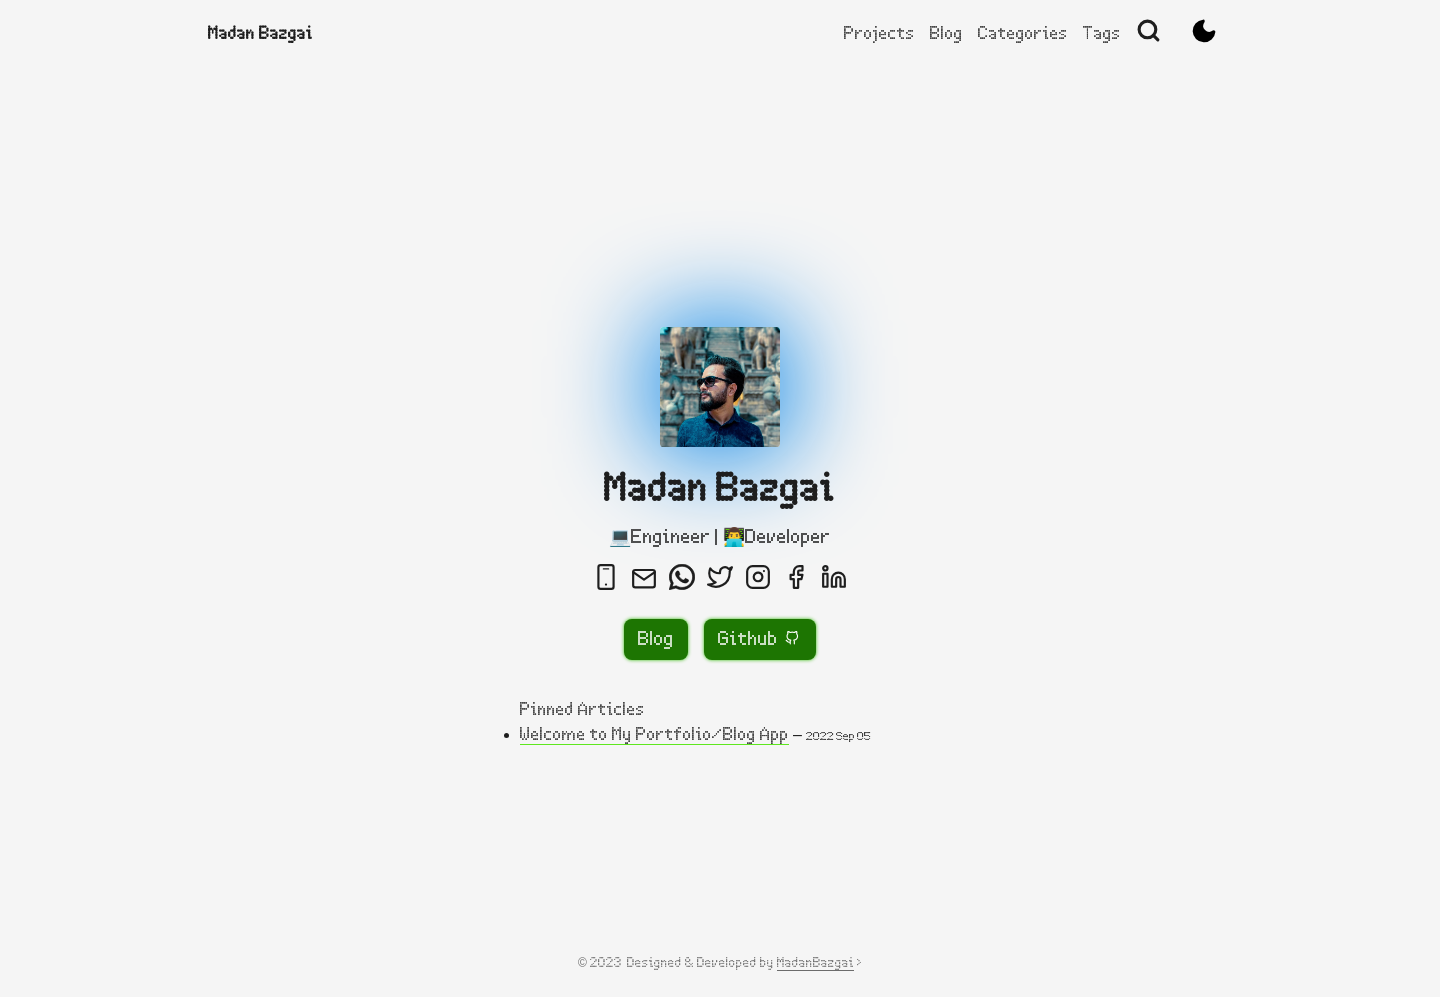 Madan Bazgai
Projects Blog Categories Tags
Madan Bazgai
💻Engineer | 👨‍💻Developer
Blog Github
Pinned Articles
Welcome to My Portfolio/Blog App — 2022 Sep 05
© 2023 Designed & Developed by MadanBazgai >